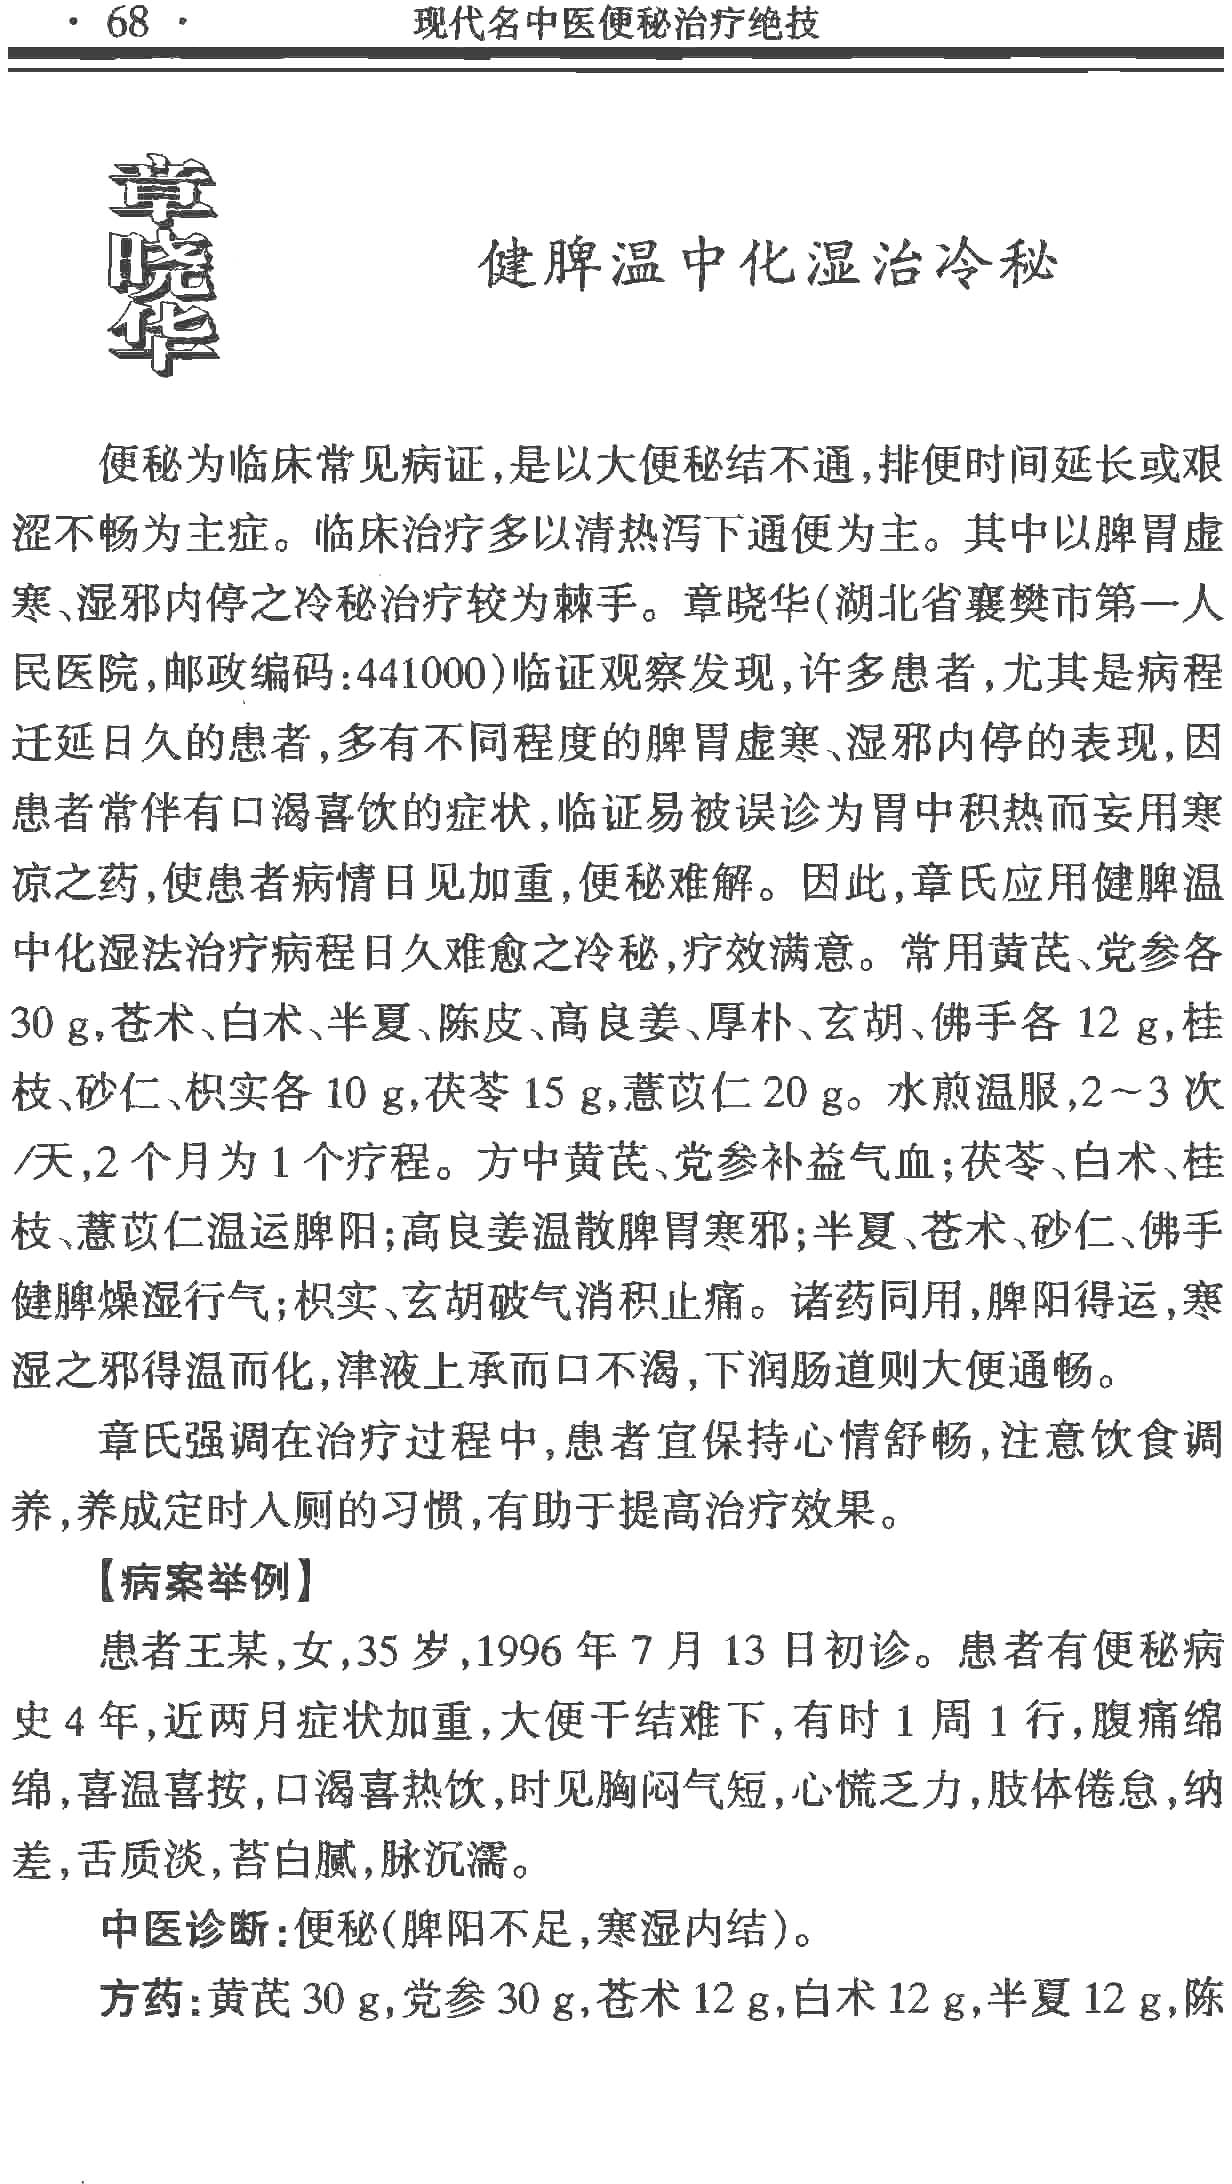 · 68 · 现代名中医便秘治疗绝技
章晓华
健脾温中化湿治冷秘
便秘为临床常见病证,是以大便秘结不通,排便时间延长或艰
涩不畅为主症。临床治疗多以清热泻下通便为主。其中以脾胃虚
寒、湿邪内停之冷秘治疗较为棘手。章晓华(湖北省襄樊市第一人
民医院,邮政编码:441000)临证观察发现,许多患者,尤其是病程
迁延日久的患者,多有不同程度的脾胃虚寒、湿邪内停的表现,因
患者常伴有口渴喜饮的症状,临证易被误诊为胃中积热而妄用寒
凉之药,使患者病情日见加重,便秘难解。因此,章氏应用健脾温
中化湿法治疗病程日久难愈之冷秘,疗效满意。常用黄芪、党参各
30 g,苍术、白术、半夏、陈皮、高良姜、厚朴、玄胡、佛手各 12 g,桂
枝、砂仁、枳实各 10 g,茯苓 15 g,薏苡仁 20 g。水煎温服,2～3 次
/天,2 个月为 1 个疗程。方中黄芪、党参补益气血;茯苓、白术、桂
枝、薏苡仁温运脾阳;高良姜温散脾胃寒邪;半夏、苍术、砂仁、佛手
健脾燥湿行气;枳实、玄胡破气消积止痛。诸药同用,脾阳得运,寒
湿之邪得温而化,津液上承而口不渴,下润肠道则大便通畅。
章氏强调在治疗过程中,患者宜保持心情舒畅,注意饮食调
养,养成定时入厕的习惯,有助于提高治疗效果。
【病案举例】
患者王某,女,35 岁,1996 年 7 月 13 日初诊。患者有便秘病
史 4 年,近两月症状加重,大便干结难下,有时 1 周 1 行,腹痛绵
绵,喜温喜按,口渴喜热饮,时见胸闷气短,心慌乏力,肢体倦怠,纳
差,舌质淡,苔白腻,脉沉濡。
中医诊断:便秘(脾阳不足,寒湿内结)。
方药:黄芪 30 g,党参 30 g,苍术 12 g,白术 12 g,半夏 12 g,陈